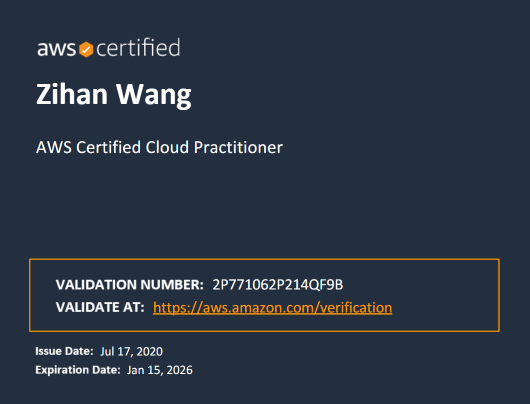 aws certified
Zihan Wang
AWS Certified Cloud Practitioner
VALIDATION NUMBER: 2P771062P214QF9B
VALIDATE AT: https://aws.amazon.com/verification
Issue Date: Jul 17, 2020
Expiration Date: Jan 15, 2026